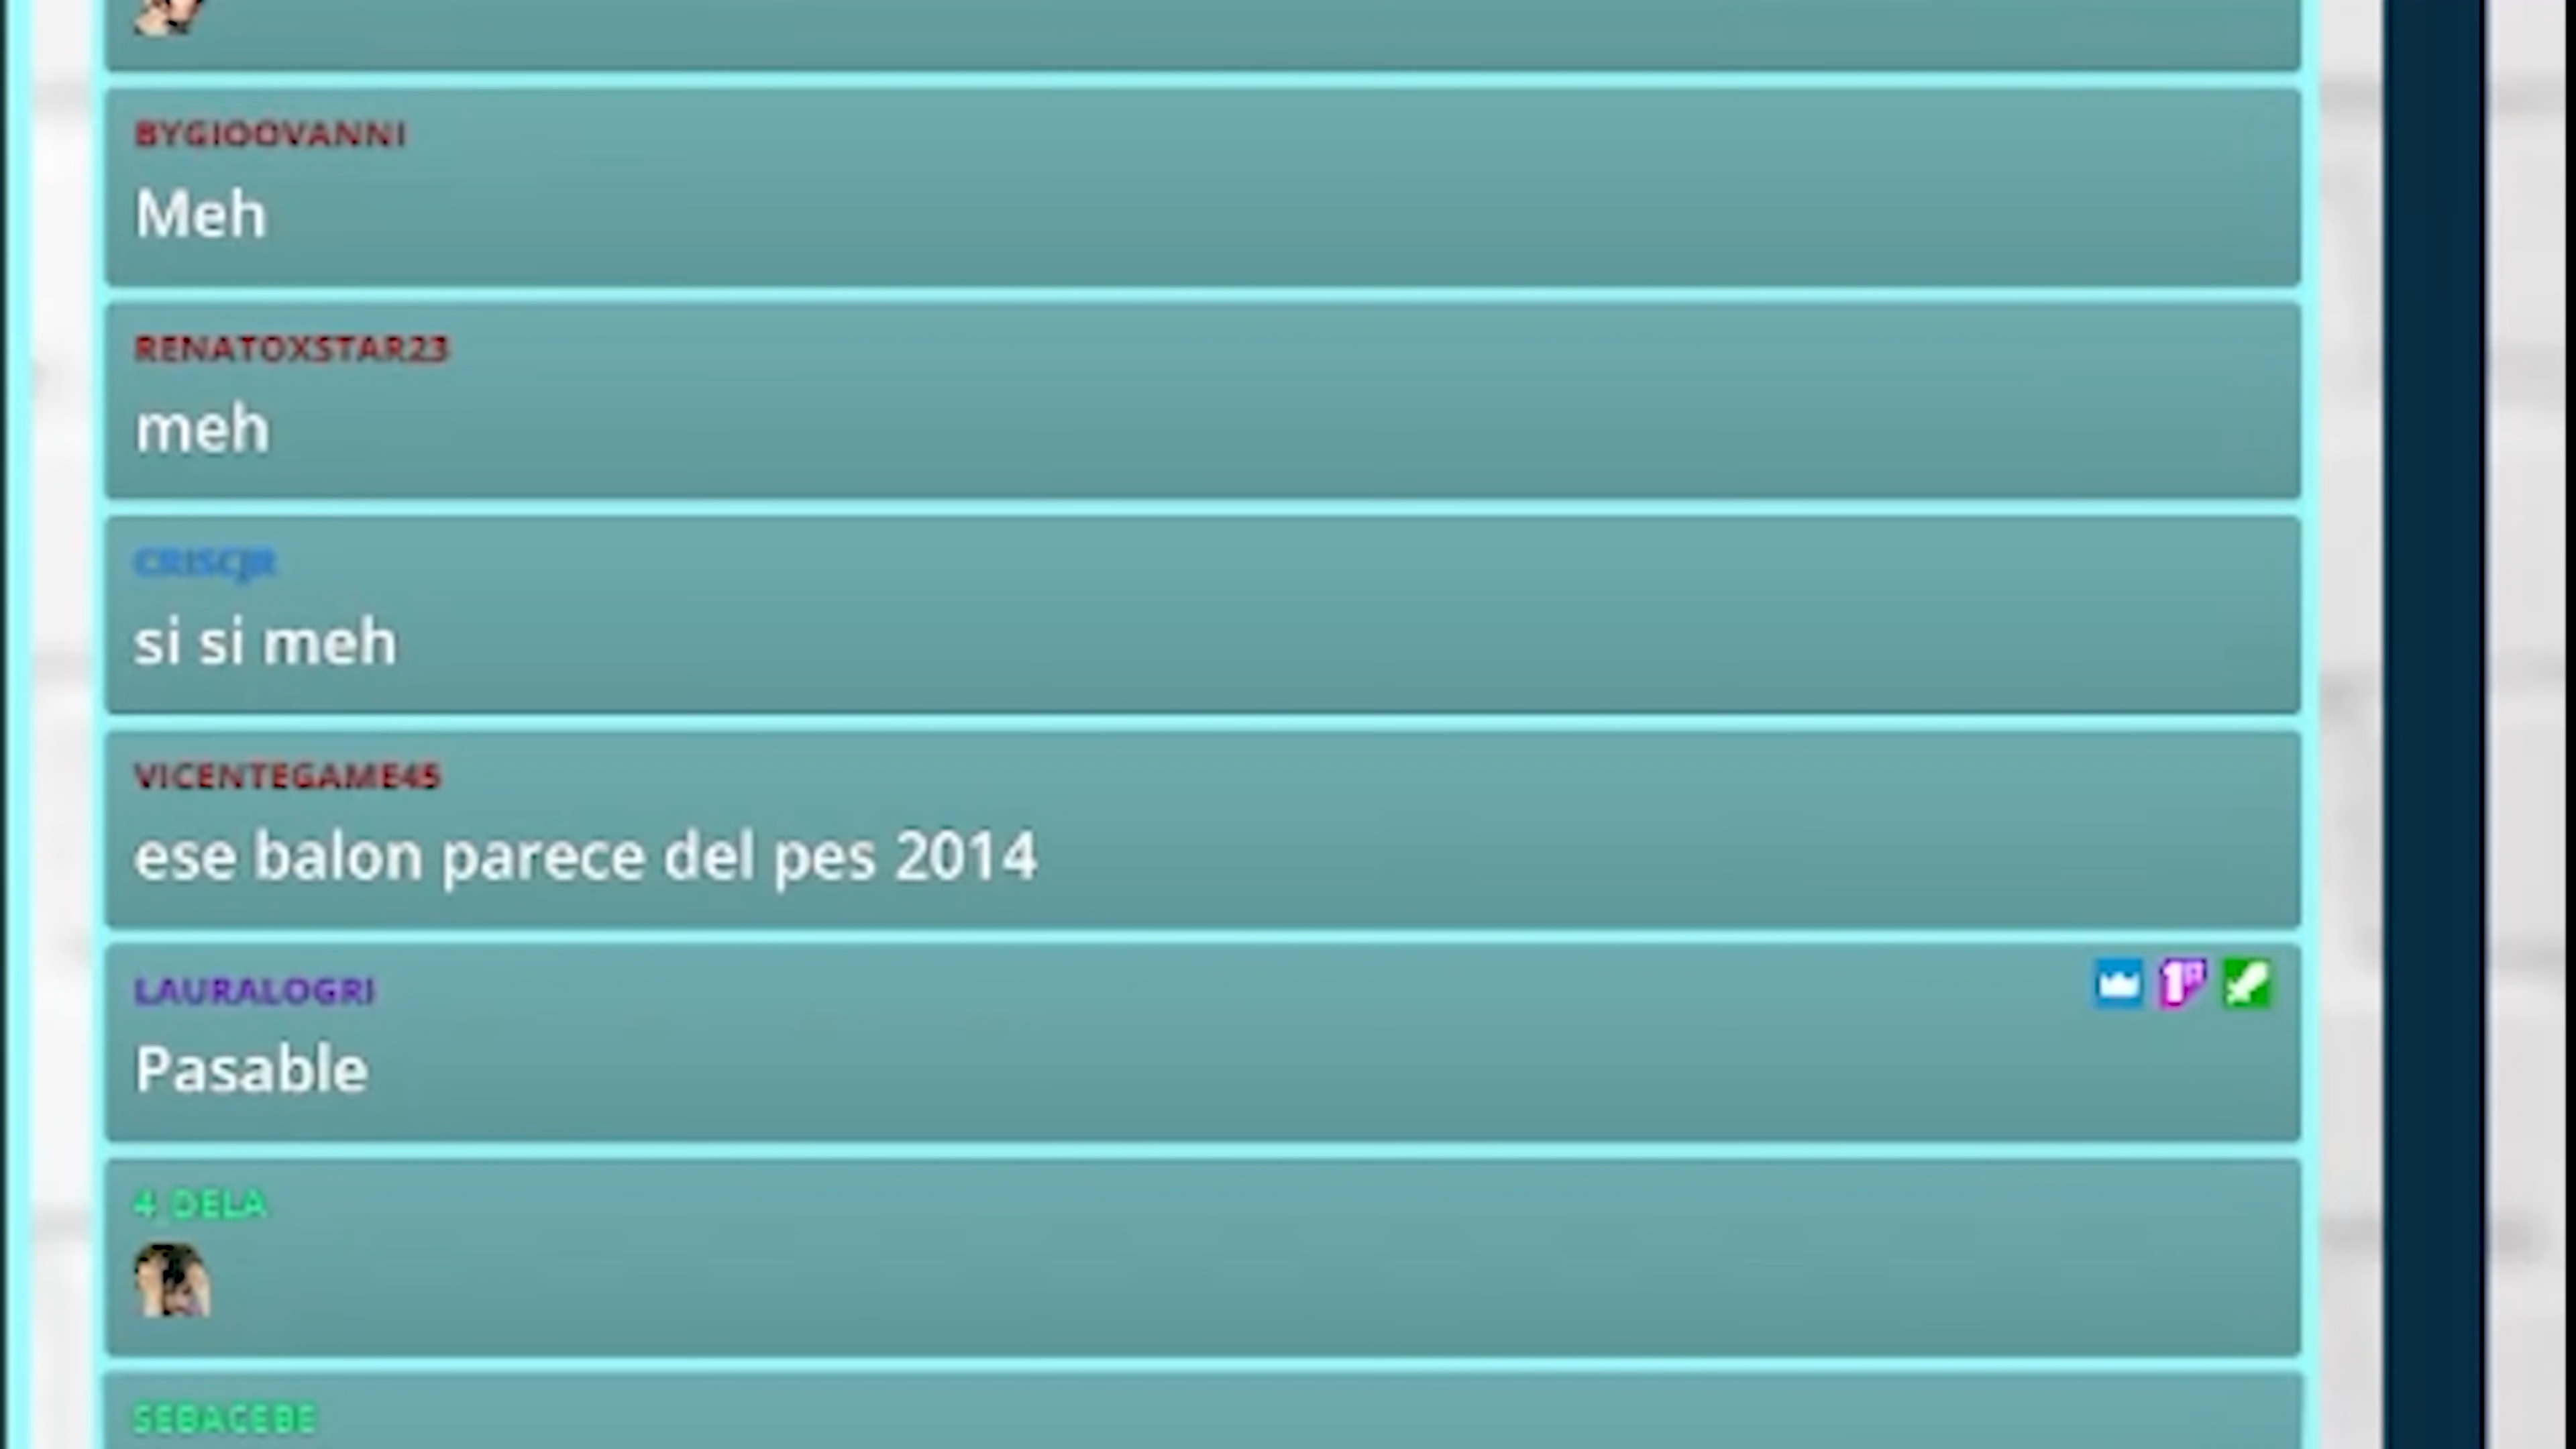 BYGIOOVANNI
Meh
RENATOXSTAR23
meh
CRISCJR
si si meh
VICENTEGAME45
ese balon parece del pes 2014
LAURALOGRI
Pasable
4_DELA
SEBACEBE